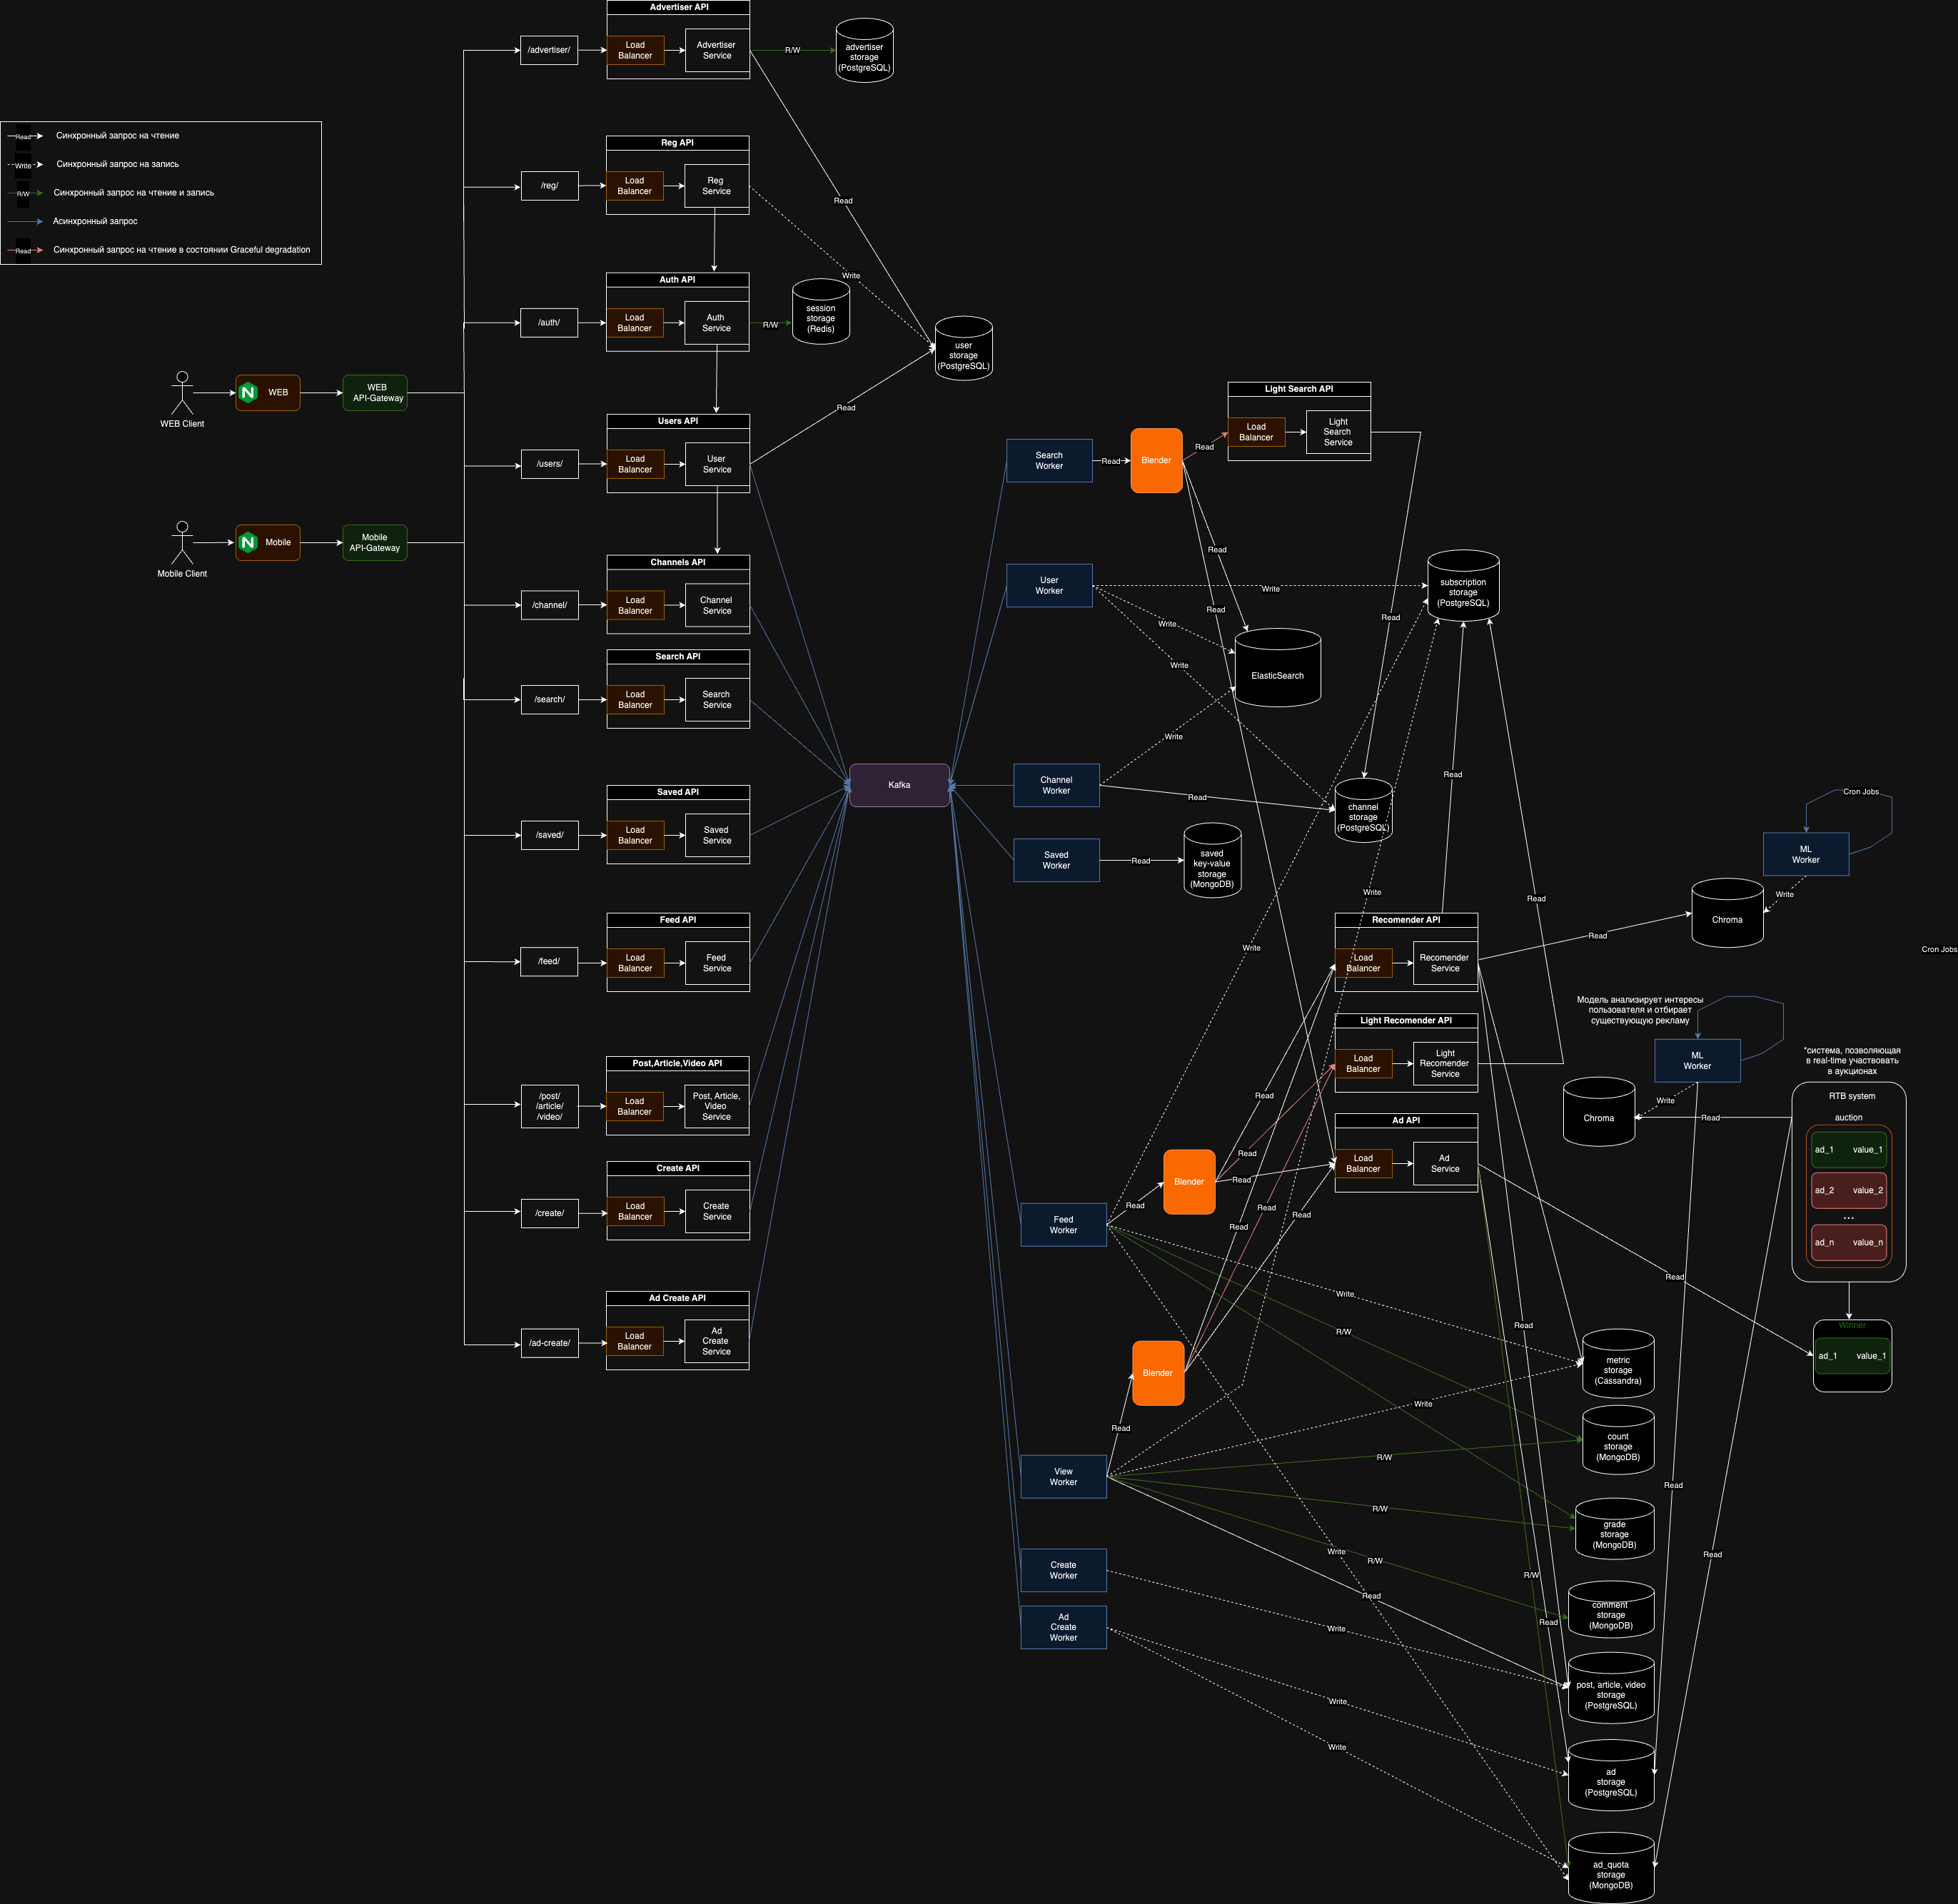 Advertiser API
Load
Balancer
Advertiser
Service
/advertiser/
R/W
advertiser
storage
(PostgreSQL)
Read
Синхронный запрос на чтение
Write
Синхронный запрос на запись
R/W
Синхронный запрос на чтение и запись
Асинхронный запрос
Read
Синхронный запрос на чтение в состоянии Graceful degradation
Reg API
/reg/
Load
Balancer
Reg
Service
Read
Write
Auth API
/auth/
Load
Balancer
Auth
Service
R/W
session
storage
(Redis)
user
storage
(PostgreSQL)
WEB Client
WEB
WEB
API-Gateway
Users API
/users/
Load
Balancer
User
Service
Read
Mobile Client
Mobile
Mobile
API-Gateway
Channels API
/channel/
Load
Balancer
Channel
Service
Search API
/search/
Load
Balancer
Search
Service
Saved API
/saved/
Load
Balancer
Saved
Service
Feed API
/feed/
Load
Balancer
Feed
Service
Post,Article,Video API
/post/
/article/
/video/
Load
Balancer
Post, Article,
Video
Service
Create API
/create/
Load
Balancer
Create
Service
Ad Create API
/ad-create/
Load
Balancer
Ad
Create
Service
Kafka
Search
Worker
Read
Blender
Read
Light Search API
Load
Balancer
Light
Search
Service
Read
Read
Read
User
Worker
Write
Write
Write
subscription
storage
(PostgreSQL)
ElasticSearch
Channel
Worker
Write
Read
channel
storage
(PostgreSQL)
Saved
Worker
Read
saved
key-value
storage
(MongoDB)
Read
Read
Write
Write
Cron Jobs
ML
Worker
Write
Chroma
Read
Cron Jobs
Recomender API
Load
Balancer
Recomender
Service
Light Recomender API
Load
Balancer
Light
Recomender
Service
Ad API
Load
Balancer
Ad
Service
Модель анализирует интересы
пользователя и отбирает
существующую рекламу
ML
Worker
Write
Chroma
Read
*система, позволяющая
в real-time участвовать
в аукционах
RTB system
auction
ad_1 value_1
ad_2 value_2
...
ad_n value_n
Winner
ad_1 value_1
Read
Read
Read
Blender
Read
Feed
Worker
Read
Read
Read
Read
Read
Write
R/W
Read
Blender
Read
View
Worker
Write
R/W
R/W
R/W
Write
Read
Create
Worker
Write
Ad
Create
Worker
Write
Write
metric
storage
(Cassandra)
count
storage
(MongoDB)
Read
grade
storage
(MongoDB)
Read
R/W
Read
comment
storage
(MongoDB)
post, article, video
storage
(PostgreSQL)
ad
storage
(PostgreSQL)
ad_quota
storage
(MongoDB)